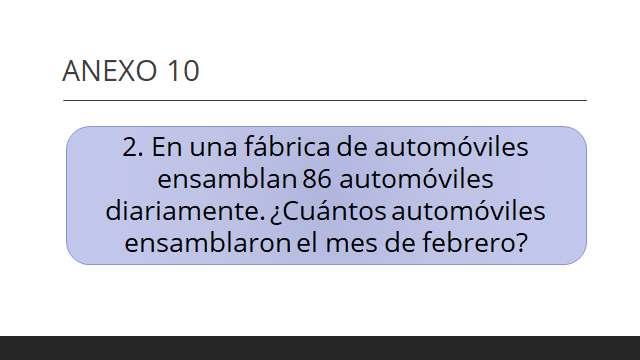 ANEXO 10
2. En una fábrica de automóviles
ensamblan 86 automóviles
diariamente. ¿Cuántos automóviles
ensamblaron el mes de febrero?